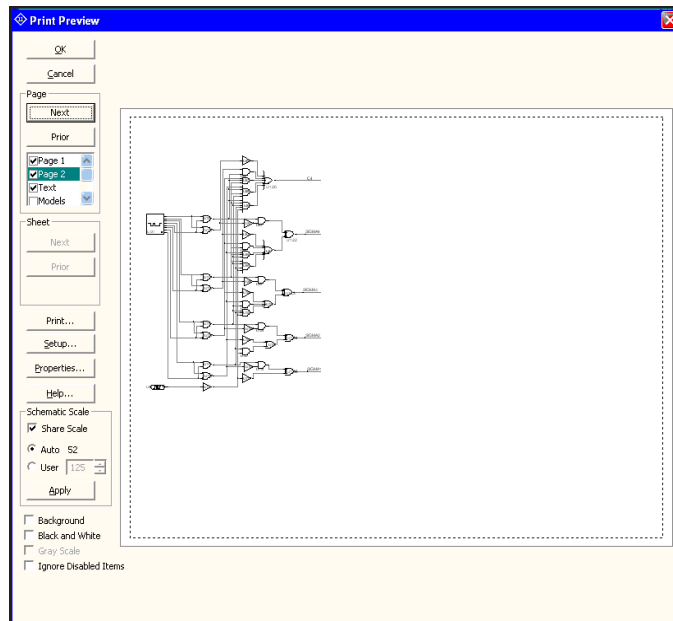 Print Preview
OK
Cancel
Page
Next
Prior
Page 1
Page 2
Text
Models
Sheet
Next
Prior
Print...
Setup...
Properties...
Help...
Schematic Scale
Share Scale
Auto 52
User 125
Apply
Background
Black and White
Gray Scale
Ignore Disabled Items
C4